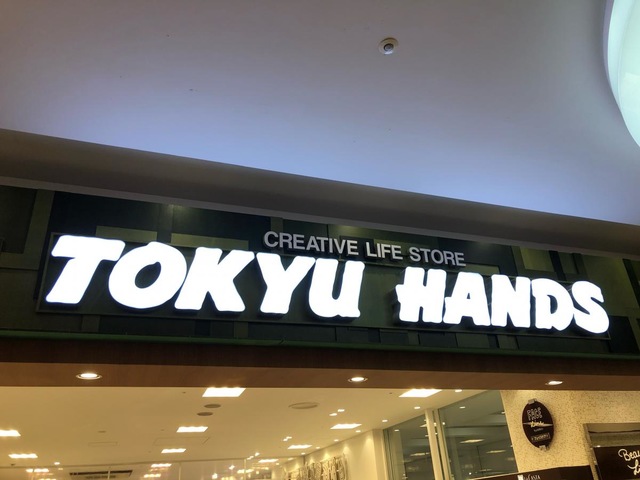 CREATIVE LIFE STORE
TOKYU HANDS